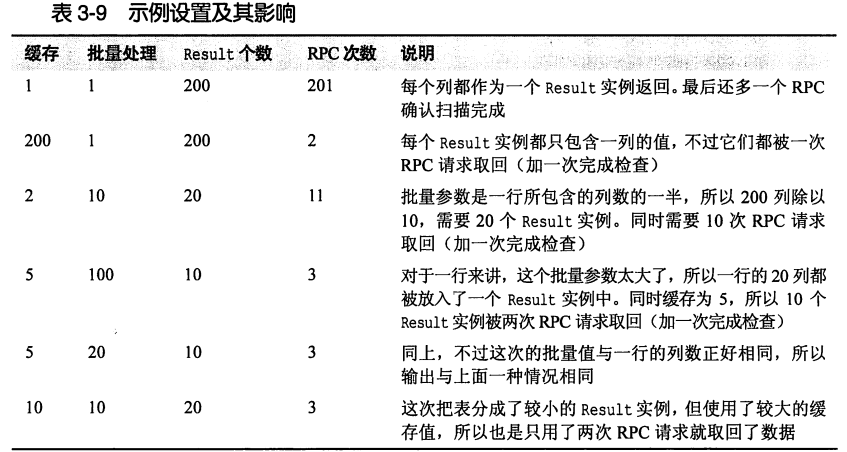 表 3-9 示例设置及其影响
缓存 批量处理 Result 个数 RPC 次数 说明
1 1 200 201 每个列都作为一个 Result 实例返回。最后还多一个 RPC
确认扫描完成
200 1 200 2 每个 Result 实例都只包含一列的值，不过它们都被一次
RPC 请求取回（加一次完成检查）
2 10 20 11 批量参数是一行所包含的列数的一半，所以 200 列除以
10，需要 20 个 Result 实例。同时需要 10 次 RPC 请求
取回（加一次完成检查）
5 100 10 3 对于一行来讲，这个批量参数太大了，所以一行的 20 列都
被放入了一个 Result 实例中。同时缓存为 5，所以 10 个
Result 实例被两次 RPC 请求取回（加一次完成检查）
5 20 10 3 同上，不过这次的批量值与一行的列数正好相同，所以
输出与上面一种情况相同
10 10 20 3 这次把表分成了较小的 Result 实例，但使用了较大的缓
存值，所以也是只用了两次 RPC 请求就取回了数据